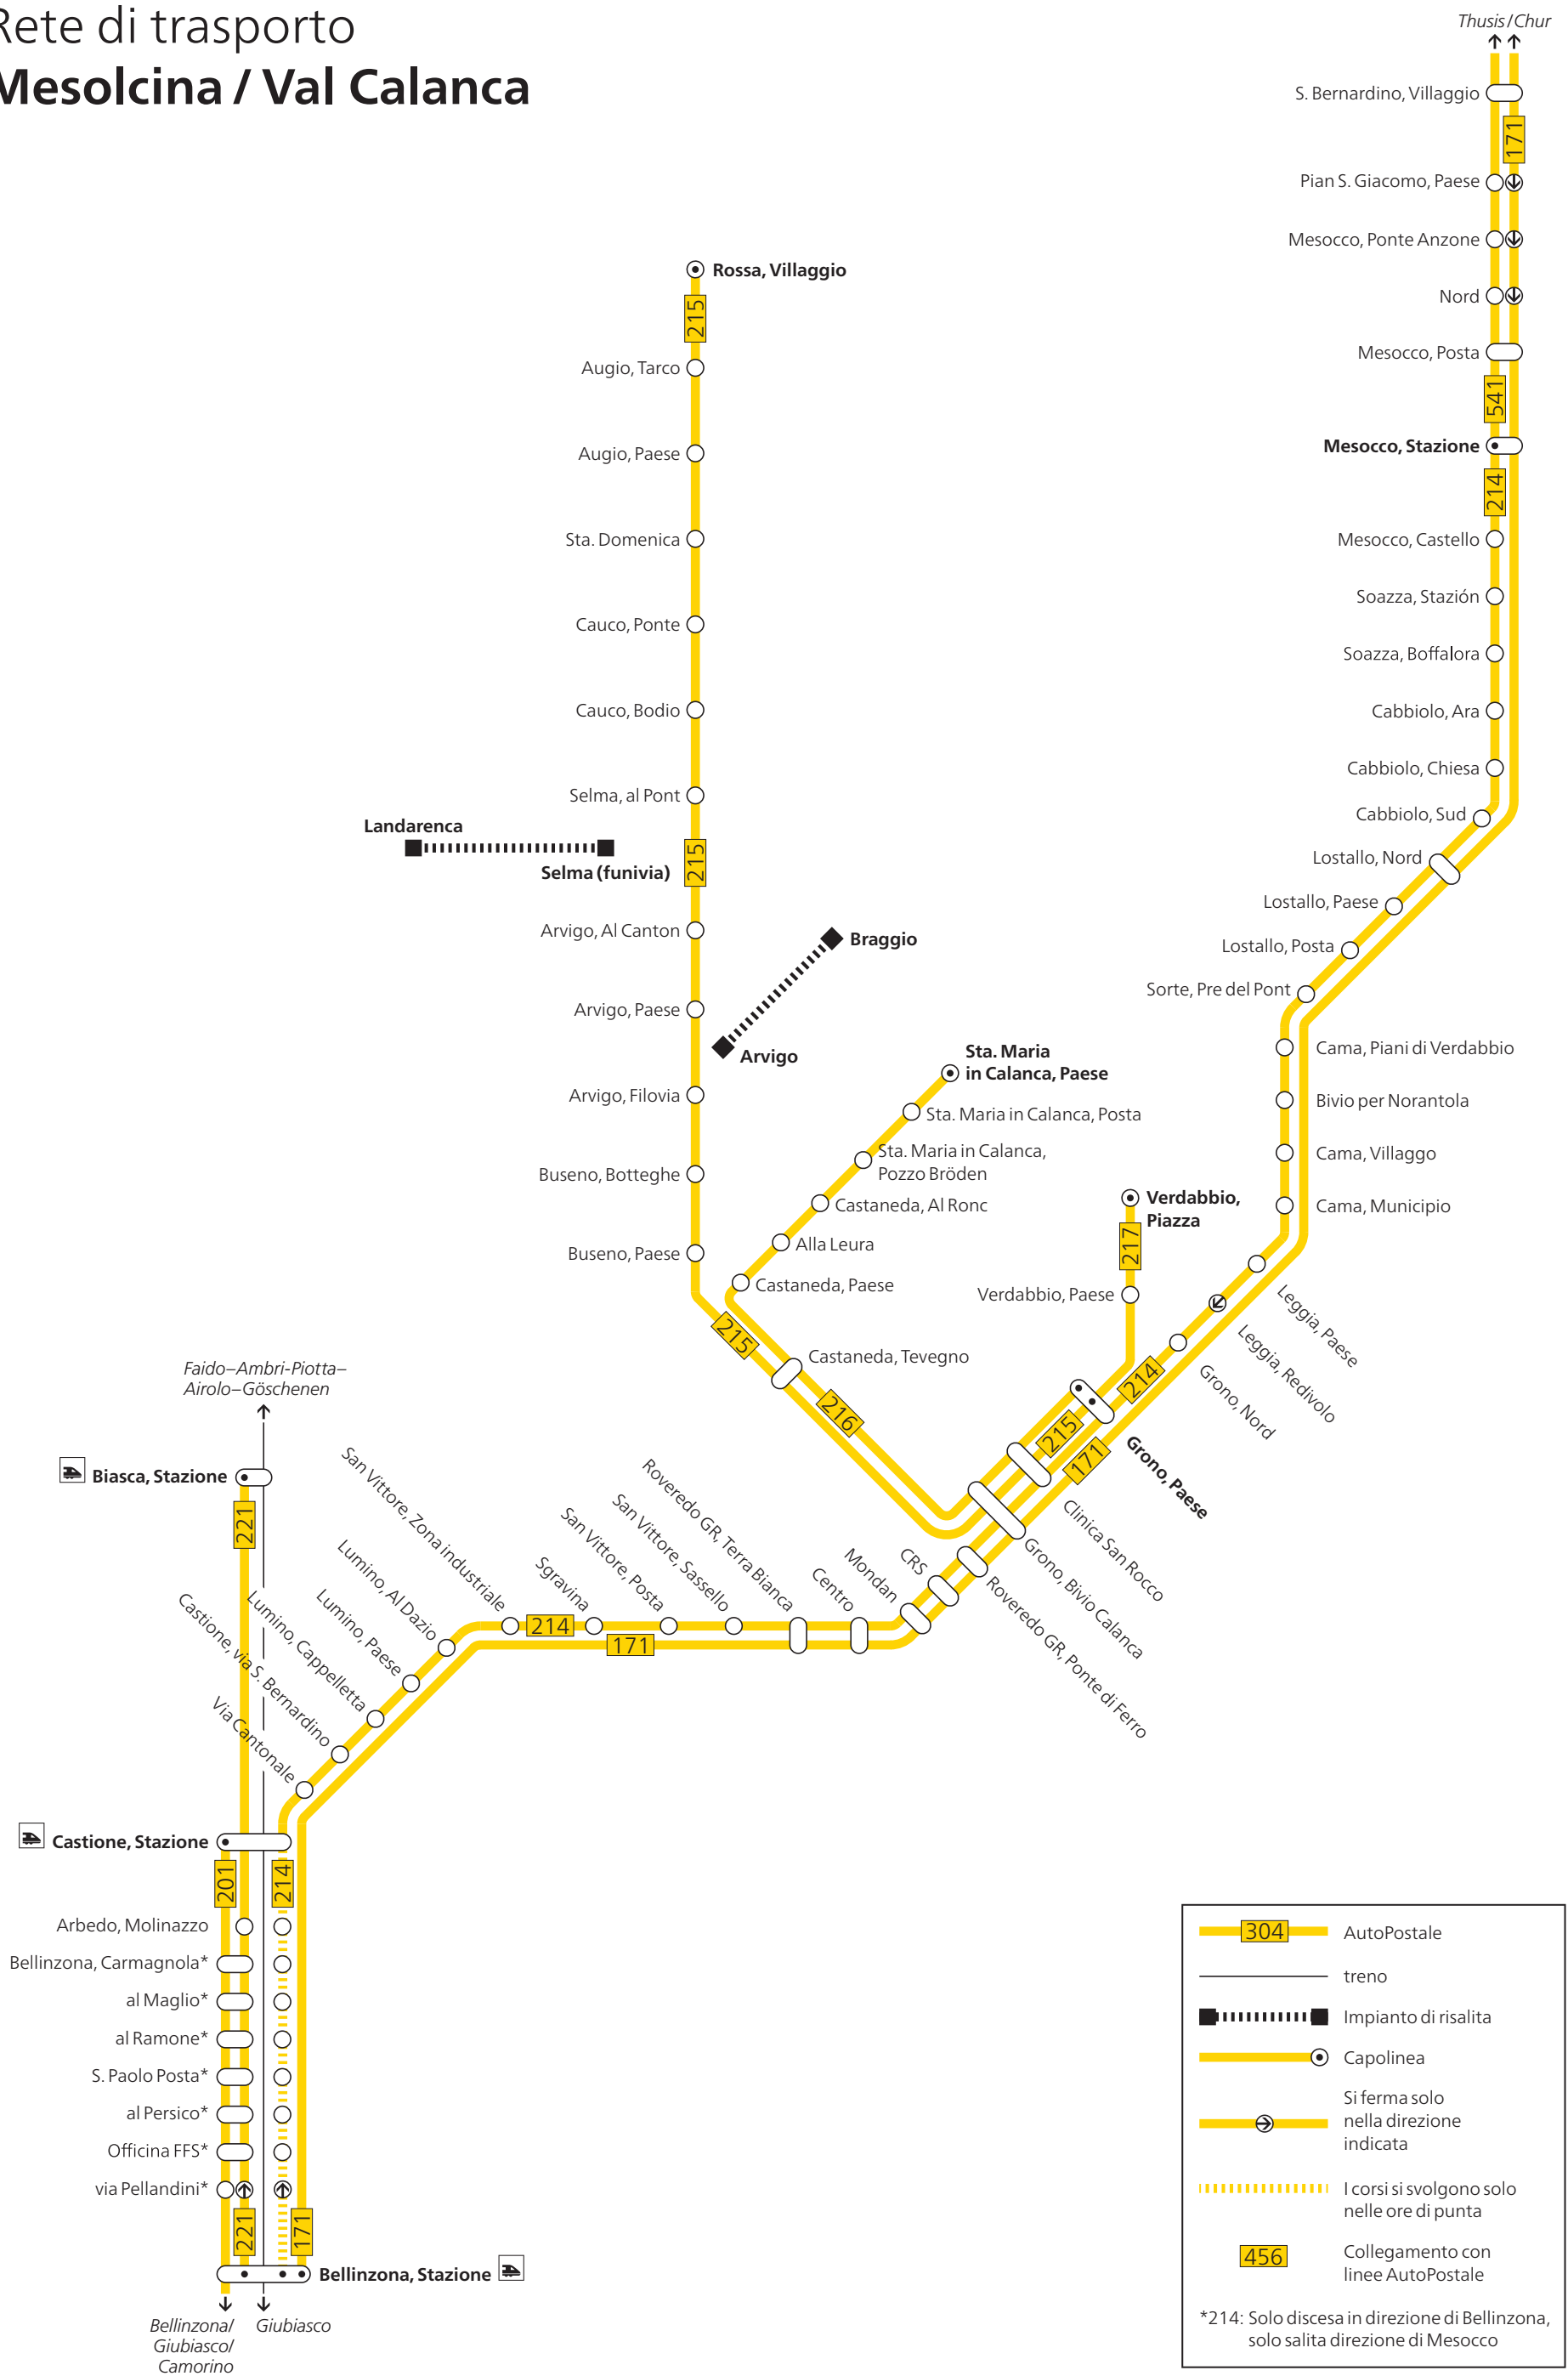 Rete di trasporto
Mesolcina / Val Calanca
Thusis/Chur
S. Bernardino, Villaggio
171
Pian S. Giacomo, Paese
Mesocco, Ponte Anzone
Nord
Mesocco, Posta
541
Mesocco, Stazione
214
Mesocco, Castello
Soazza, Stazión
Soazza, Boffalora
Cabbiolo, Ara
Cabbiolo, Chiesa
Cabbiolo, Sud
Lostallo, Nord
Lostallo, Paese
Lostallo, Posta
Sorte, Pre del Pont
Cama, Piani di Verdabbio
Bivio per Norantola
Cama, Villaggo
Cama, Municipio
Leggia, Paese
Leggia, Redivolo
Grono, Nord
214
171
215
Grono, Paese
Verdabbio,
Piazza
217
Verdabbio, Paese
Rossa, Villaggio
215
Augio, Tarco
Augio, Paese
Sta. Domenica
Cauco, Ponte
Cauco, Bodio
Selma, al Pont
Landarenca
Selma (funivia)
215
Arvigo, Al Canton
Braggio
Arvigo, Paese
Arvigo
Arvigo, Filovia
Buseno, Botteghe
Buseno, Paese
Sta. Maria
in Calanca, Paese
Sta. Maria in Calanca, Posta
Sta. Maria in Calanca,
Pozzo Bröden
Castaneda, Al Ronc
Alla Leura
Castaneda, Paese
215
Castaneda, Tevegno
216
Clinica San Rocco
Grono, Bivio Calanca
Roveredo GR, Ponte di Ferro
CRS
Mondan
Centro
Roveredo GR, Terra Bianca
San Vittore, Sassello
San Vittore, Posta
Sgravina
San Vittore, Zona industriale
214
171
Lumino, Al Dazio
Lumino, Paese
Lumino, Cappelletta
Castione, via S. Bernardino
Via Cantonale
Faido–Ambri-Piotta–
Airolo–Göschenen
Biasca, Stazione
221
Castione, Stazione
201
214
Arbedo, Molinazzo
Bellinzona, Carmagnola*
al Maglio*
al Ramone*
S. Paolo Posta*
al Persico*
Officina FFS*
via Pellandini*
221
171
Bellinzona, Stazione
Bellinzona/
Giubiasco/
Camorino
Giubiasco
304
AutoPostale
treno
Impianto di risalita
Capolinea
Si ferma solo
nella direzione
indicata
I corsi si svolgono solo
nelle ore di punta
456
Collegamento con
linee AutoPostale
*214: Solo discesa in direzione di Bellinzona,
solo salita direzione di Mesocco